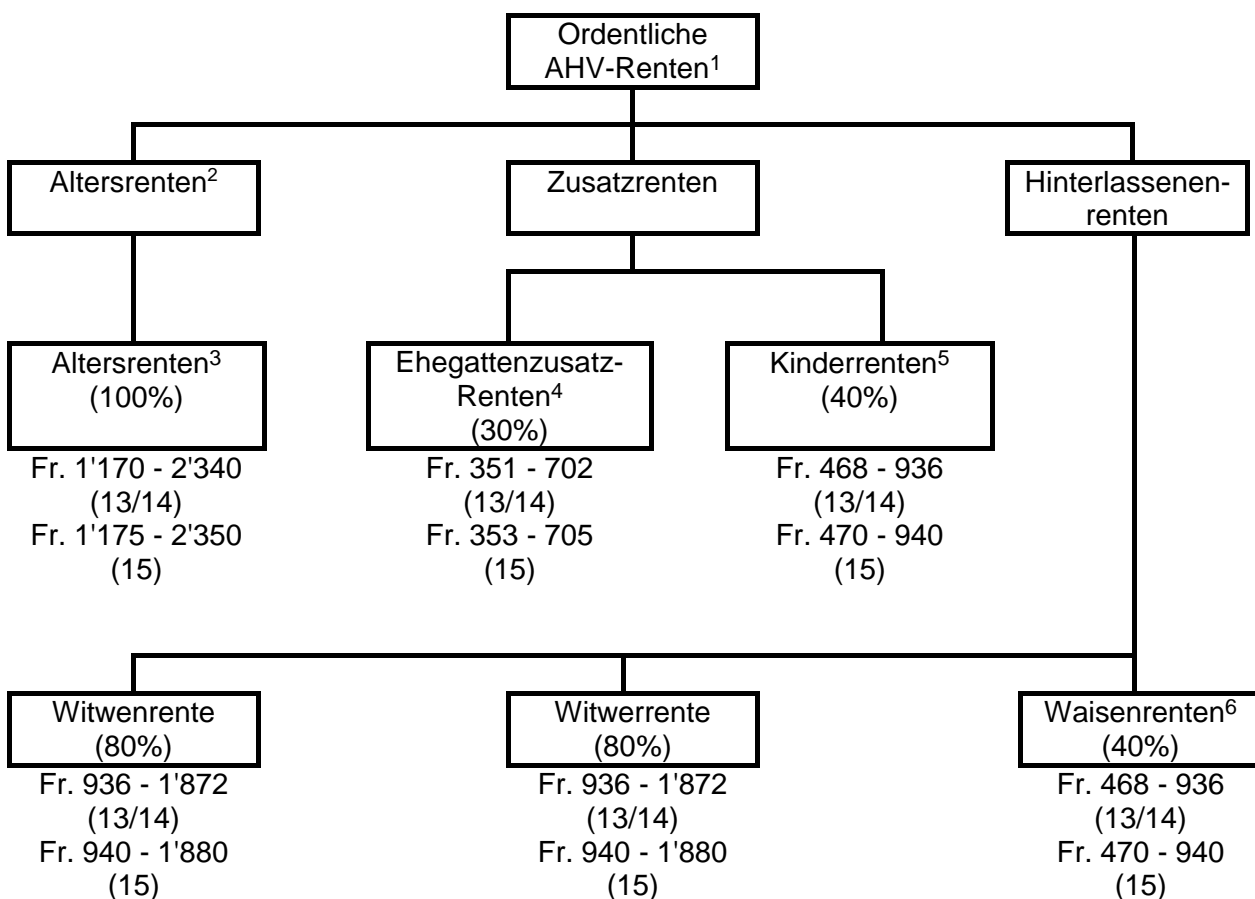 Ordentliche
AHV-Renten¹
Altersrenten²
Zusatzrenten
Hinterlassenen-
renten
Altersrenten³
(100%)
Fr. 1'170 - 2'340
(13/14)
Fr. 1'175 - 2'350
(15)
Ehegattenzusatz-
Renten⁴
(30%)
Fr. 351 - 702
(13/14)
Fr. 353 - 705
(15)
Kinderrenten⁵
(40%)
Fr. 468 - 936
(13/14)
Fr. 470 - 940
(15)
Witwenrente
(80%)
Fr. 936 - 1'872
(13/14)
Fr. 940 - 1'880
(15)
Witwerrente
(80%)
Fr. 936 - 1'872
(13/14)
Fr. 940 - 1'880
(15)
Waisenrenten⁶
(40%)
Fr. 468 - 936
(13/14)
Fr. 470 - 940
(15)